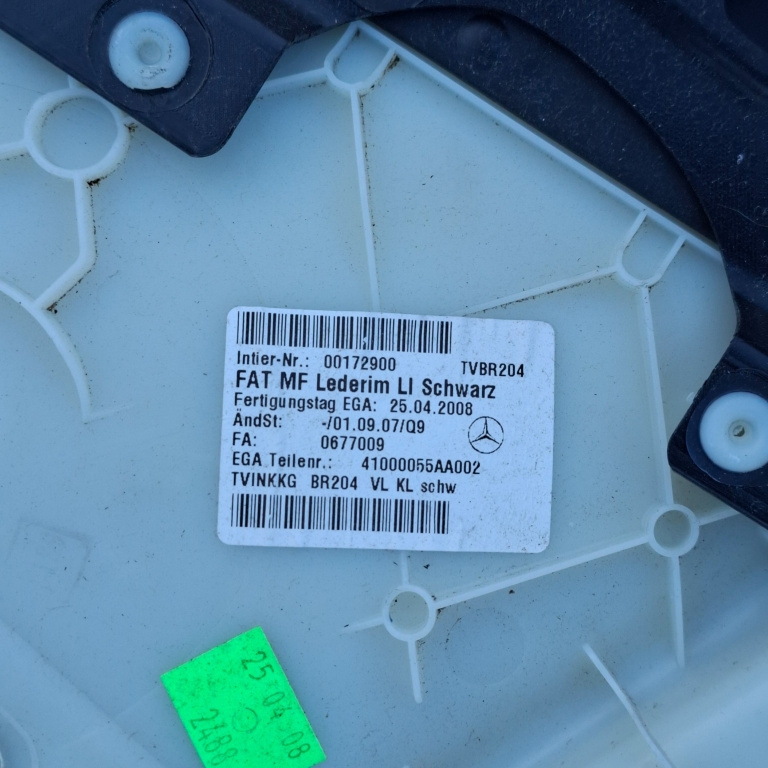 Intier-Nr.: 00172900 TVBR204
FAT MF Lederim LI Schwarz
Fertigungstag EGA: 25.04.2008
ÄndSt: -/01.09.07/Q9
FA: 0677009
EGA Teilenr.: 41000055AA002
TVINKKG BR204 VL KL schw
25 04 08
2488